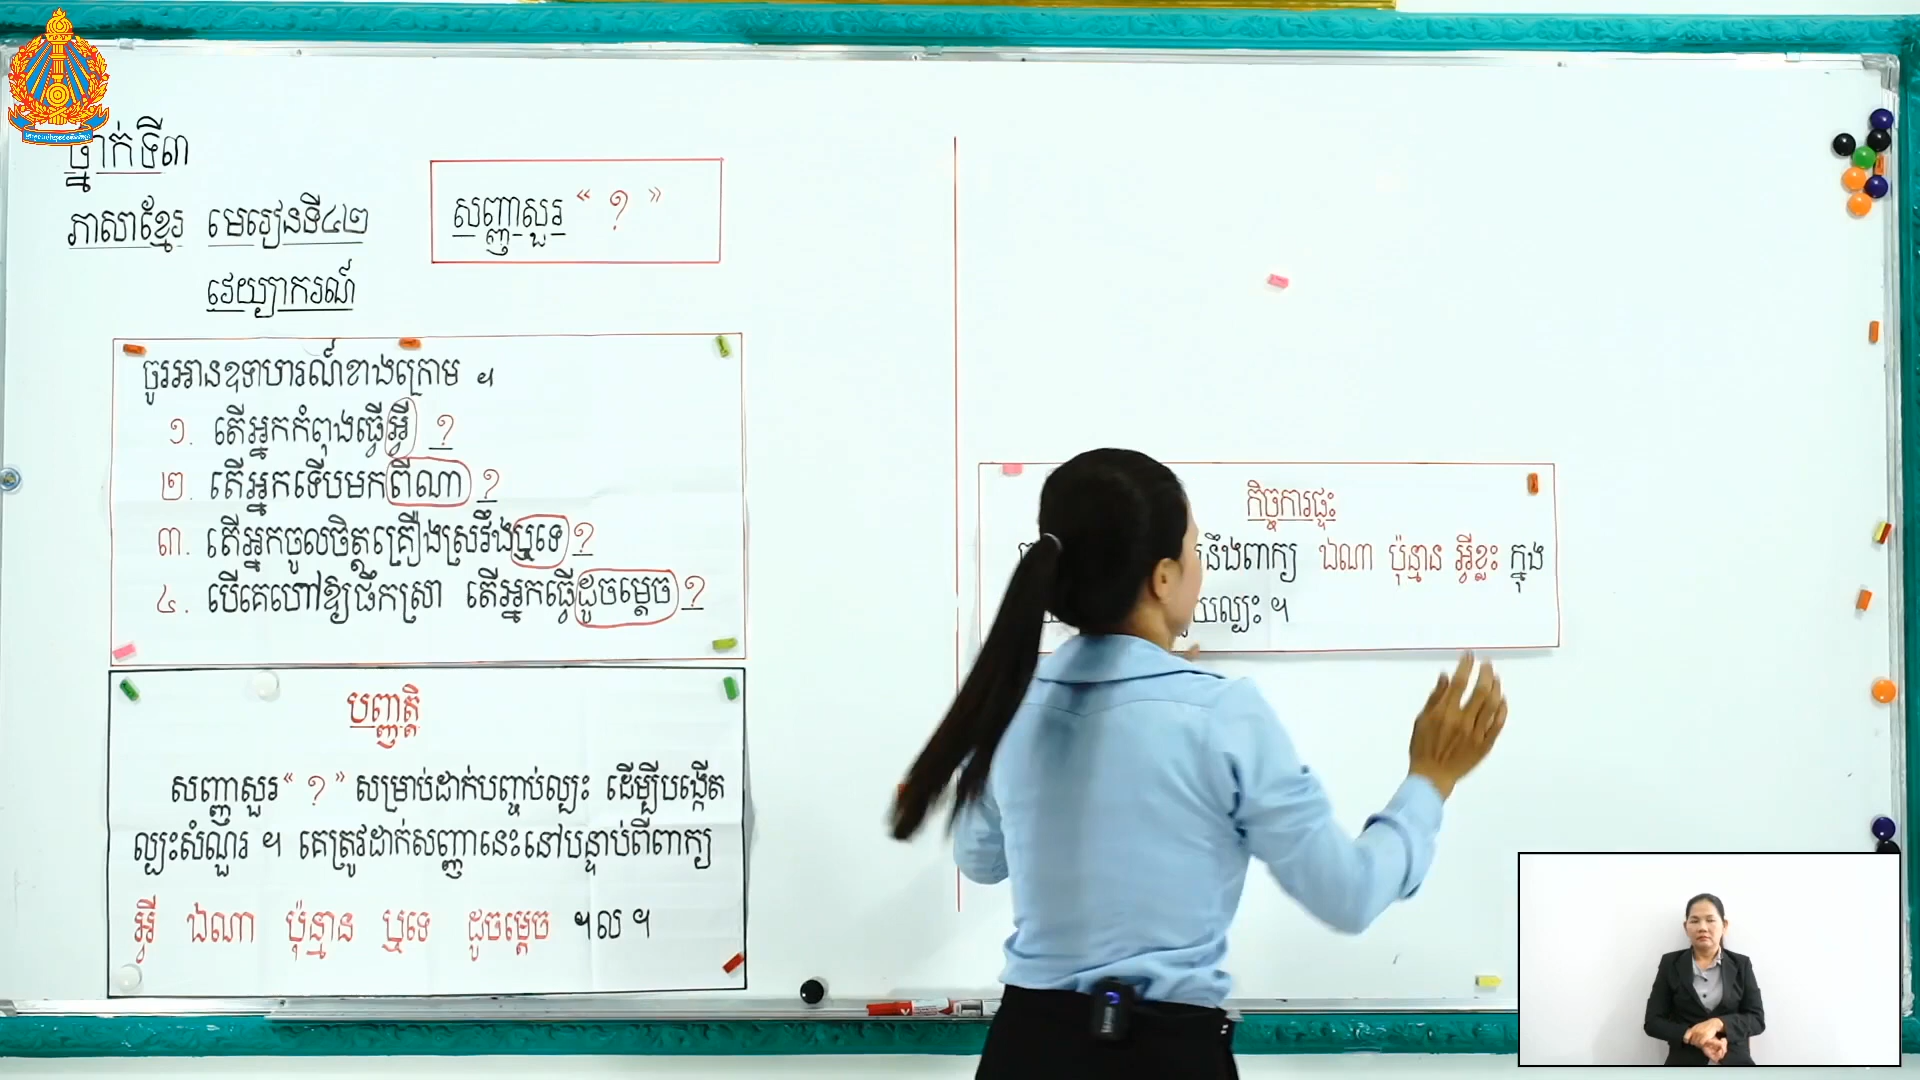 ថ្នាក់ទី៣
ភាសាខ្មែរ មេរៀនទី៤២
វេយ្យាករណ៍
សញ្ញាសួរ “ ? ”
ចូរអានឧទាហរណ៍ខាងក្រោម ។
១. តើអ្នកកំពុងធ្វើអ្វី ?
២. តើអ្នកទើបមកពីណា ?
៣. តើអ្នកចូលចិត្តគ្រឿងស្រវឹងឬទេ ?
៤. បើគេហៅឱ្យផឹកស្រា តើអ្នកធ្វើដូចម្ដេច ?
បញ្ញត្តិ
សញ្ញាសួរ “ ? ” សម្រាប់ដាក់បញ្ចប់ល្បះ ដើម្បីបង្កើត
ល្បះសំណួរ ។ គេត្រូវដាក់សញ្ញានេះនៅបន្ទាប់ពីពាក្យ
អ្វី ឯណា ប៉ុន្មាន ឬទេ ដូចម្ដេច ។ល ។
កិច្ចការផ្ទះ
នឹងពាក្យ ឯណា ប៉ុន្មាន អ្វីខ្លះ ក្នុង
ល្បះ ។